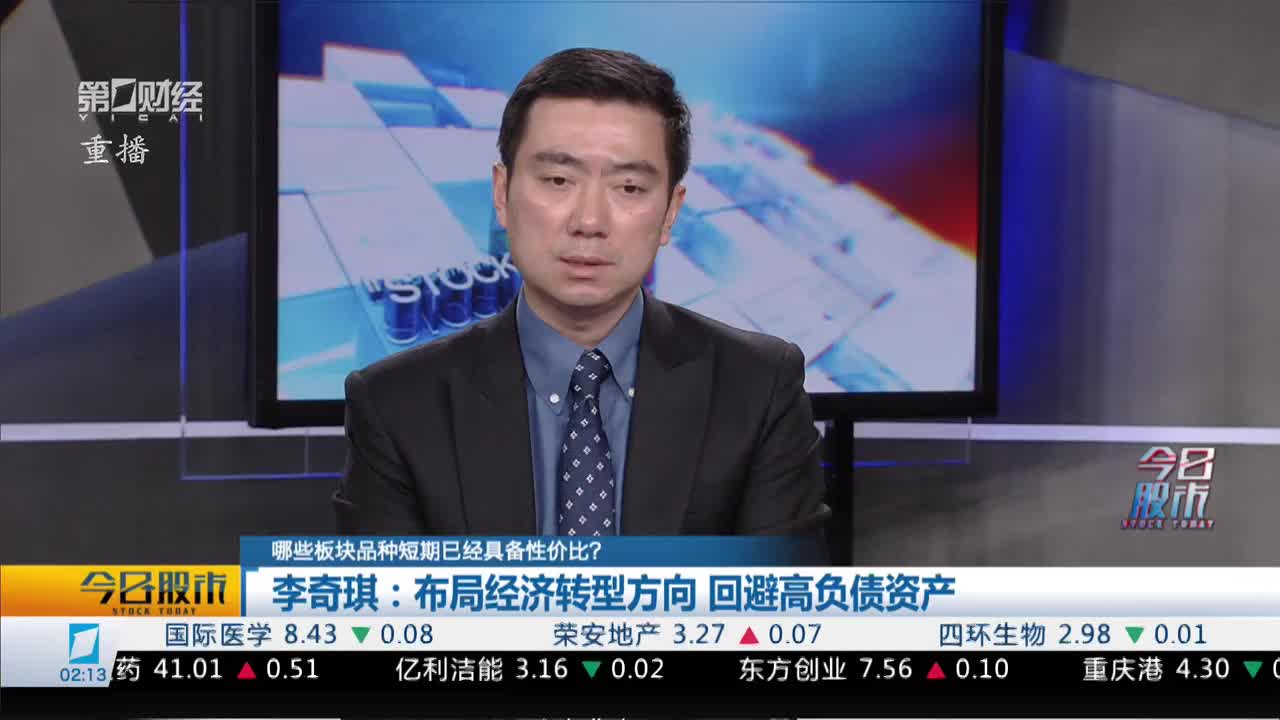 第一财经
YICAI
重播
"STOCK
今日
股市
STOCK TODAY
哪些板块品种短期已经具备性价比?
今日股市
STOCK TODAY
李奇琪：布局经济转型方向 回避高负债资产
国际医学 8.43 ▼ 0.08 荣安地产 3.27 ▲ 0.07 四环生物 2.98 ▼ 0.01
02:13
药 41.01 ▲ 0.51 亿利洁能 3.16 ▼ 0.02 东方创业 7.56 ▲ 0.10 重庆港 4.30 ▼